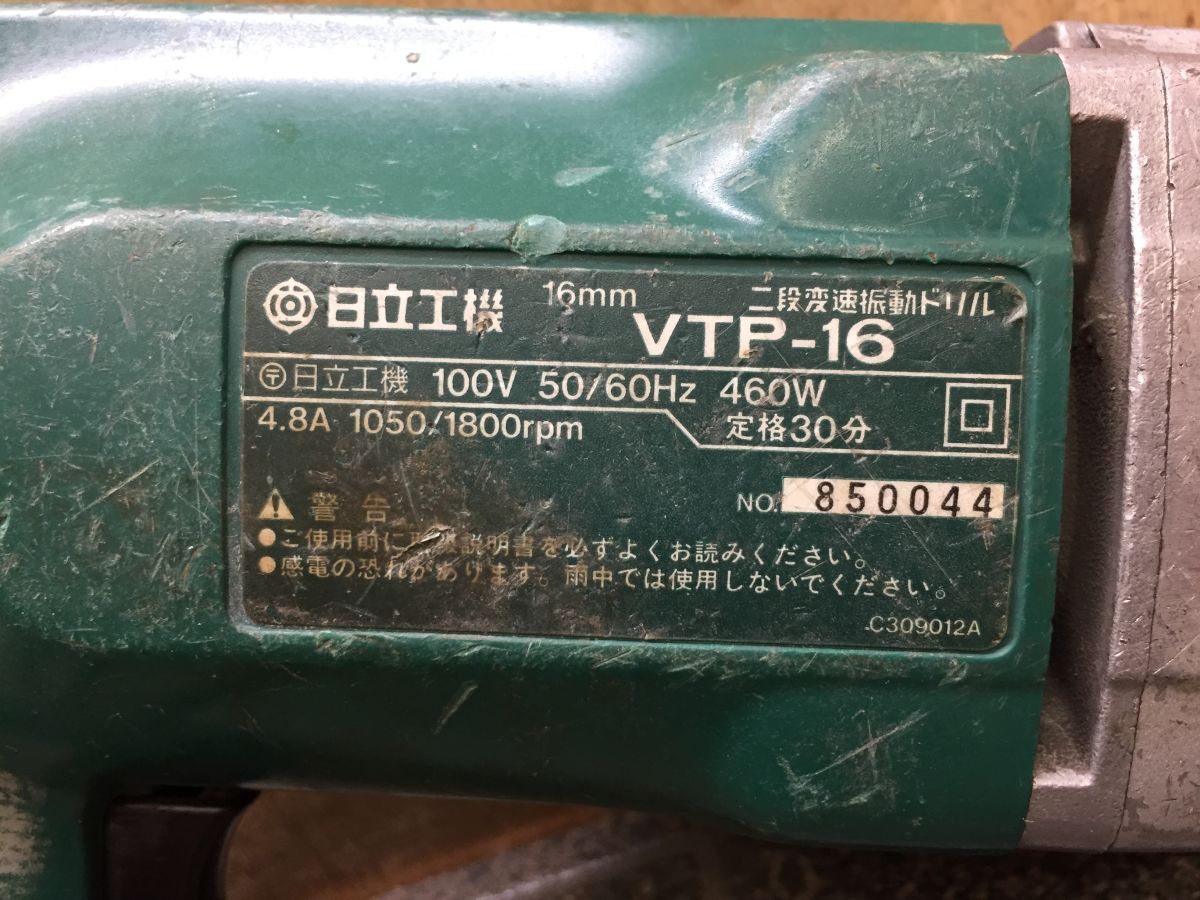 日立工機 16mm 二段変速振動ドリル
VTP-16
〒日立工機 100V 50/60Hz 460W
4.8A 1050/1800rpm 定格30分
NO. 850044
警告
●ご使用前に取扱説明書を必ずよくお読みください。
●感電の恐れがあります。雨中では使用しないでください。
C309012A